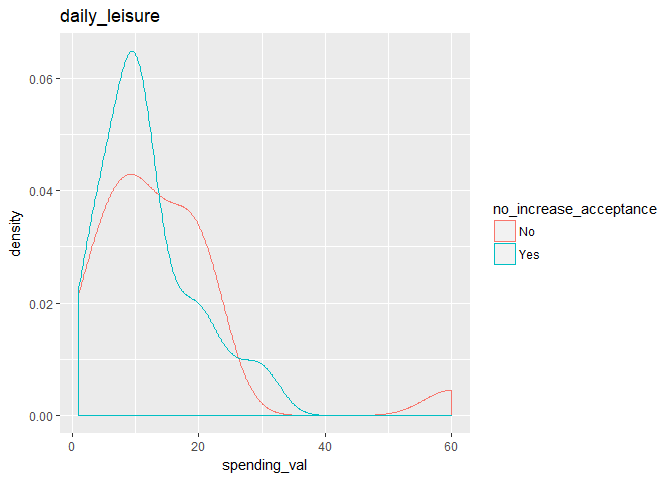 daily_leisure
0.06
0.04
0.02
0.00
density
0 20 40 60
spending_val
no_increase_acceptance
No
Yes